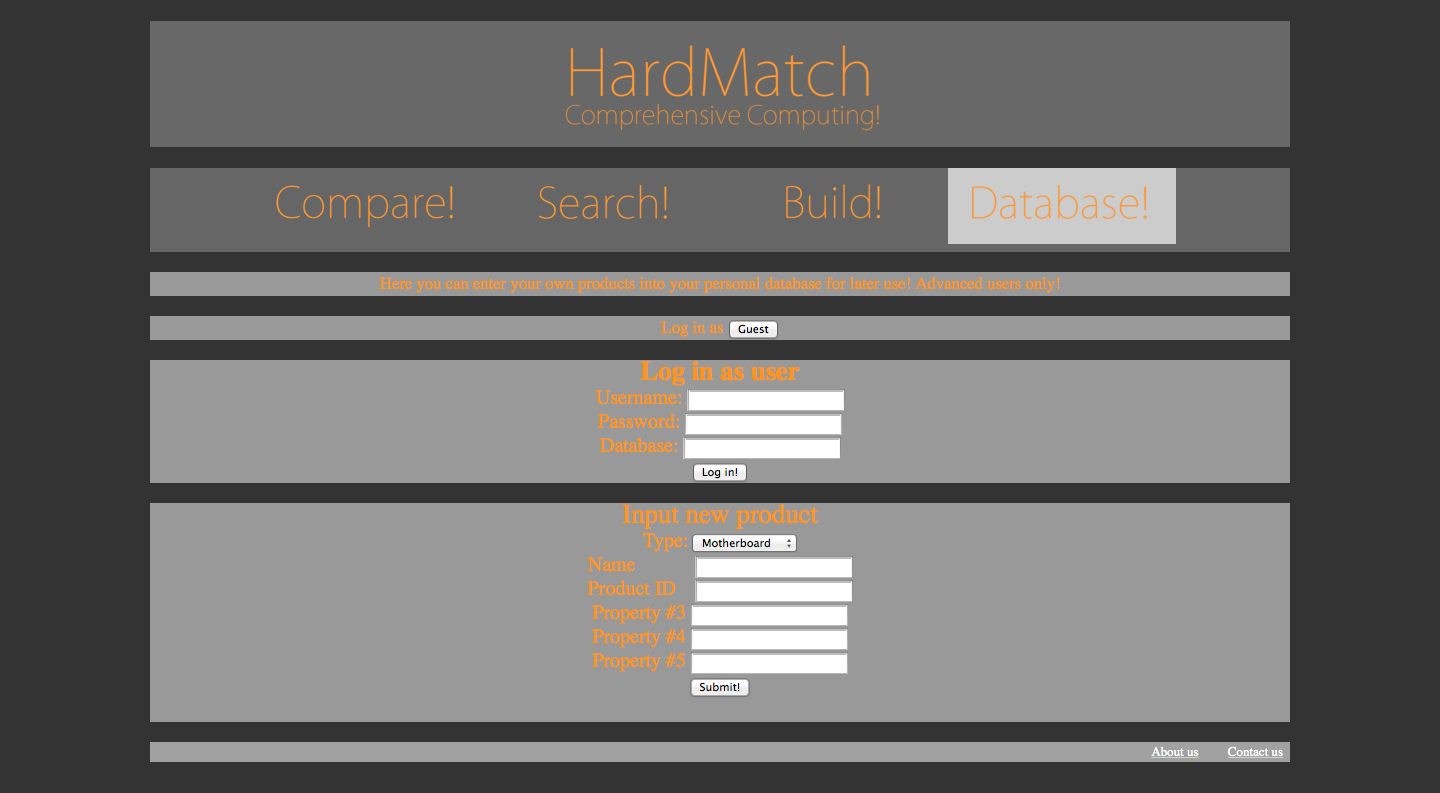 HardMatch
Comprehensive Computing!
Compare! Search! Build! Database!
Here you can enter your own products into your personal database for later use! Advanced users only!
Log in as Guest
Log in as user
Username:
Password:
Database:
Log in!
Input new product
Type: Motherboard
Name
Product ID
Property #3
Property #4
Property #5
Submit!
About us Contact us